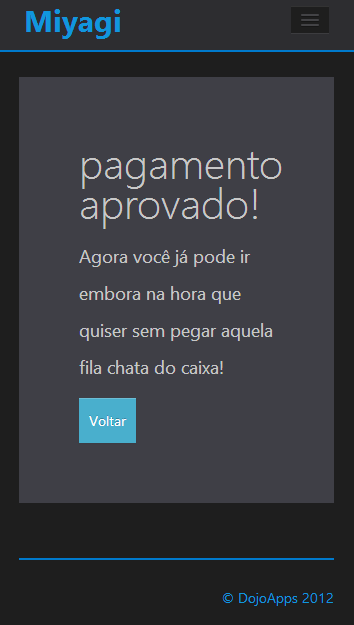 Miyagi
pagamento
aprovado!
Agora você já pode ir
embora na hora que
quiser sem pegar aquela
fila chata do caixa!
Voltar
© DojoApps 2012